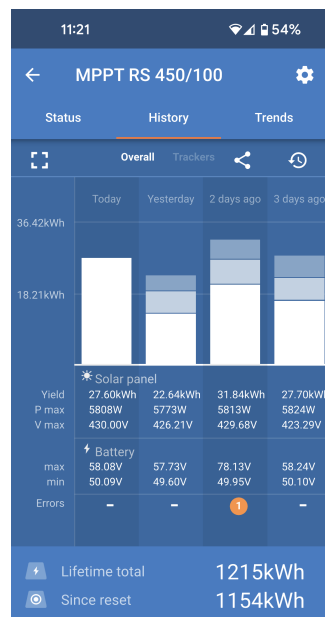 11:21 54%
MPPT RS 450/100
Status History Trends
Overall Trackers
Today Yesterday 2 days ago 3 days ago
36.42kWh
18.21kWh
Solar panel
Yield 27.60kWh 22.64kWh 31.84kWh 27.70kW
P max 5808W 5773W 5813W 5824W
V max 430.00V 426.21V 429.68V 423.29V
Battery
max 58.08V 57.73V 78.13V 58.24V
min 50.09V 49.60V 49.95V 50.10V
Errors – – 1 –
Lifetime total 1215kWh
Since reset 1154kWh